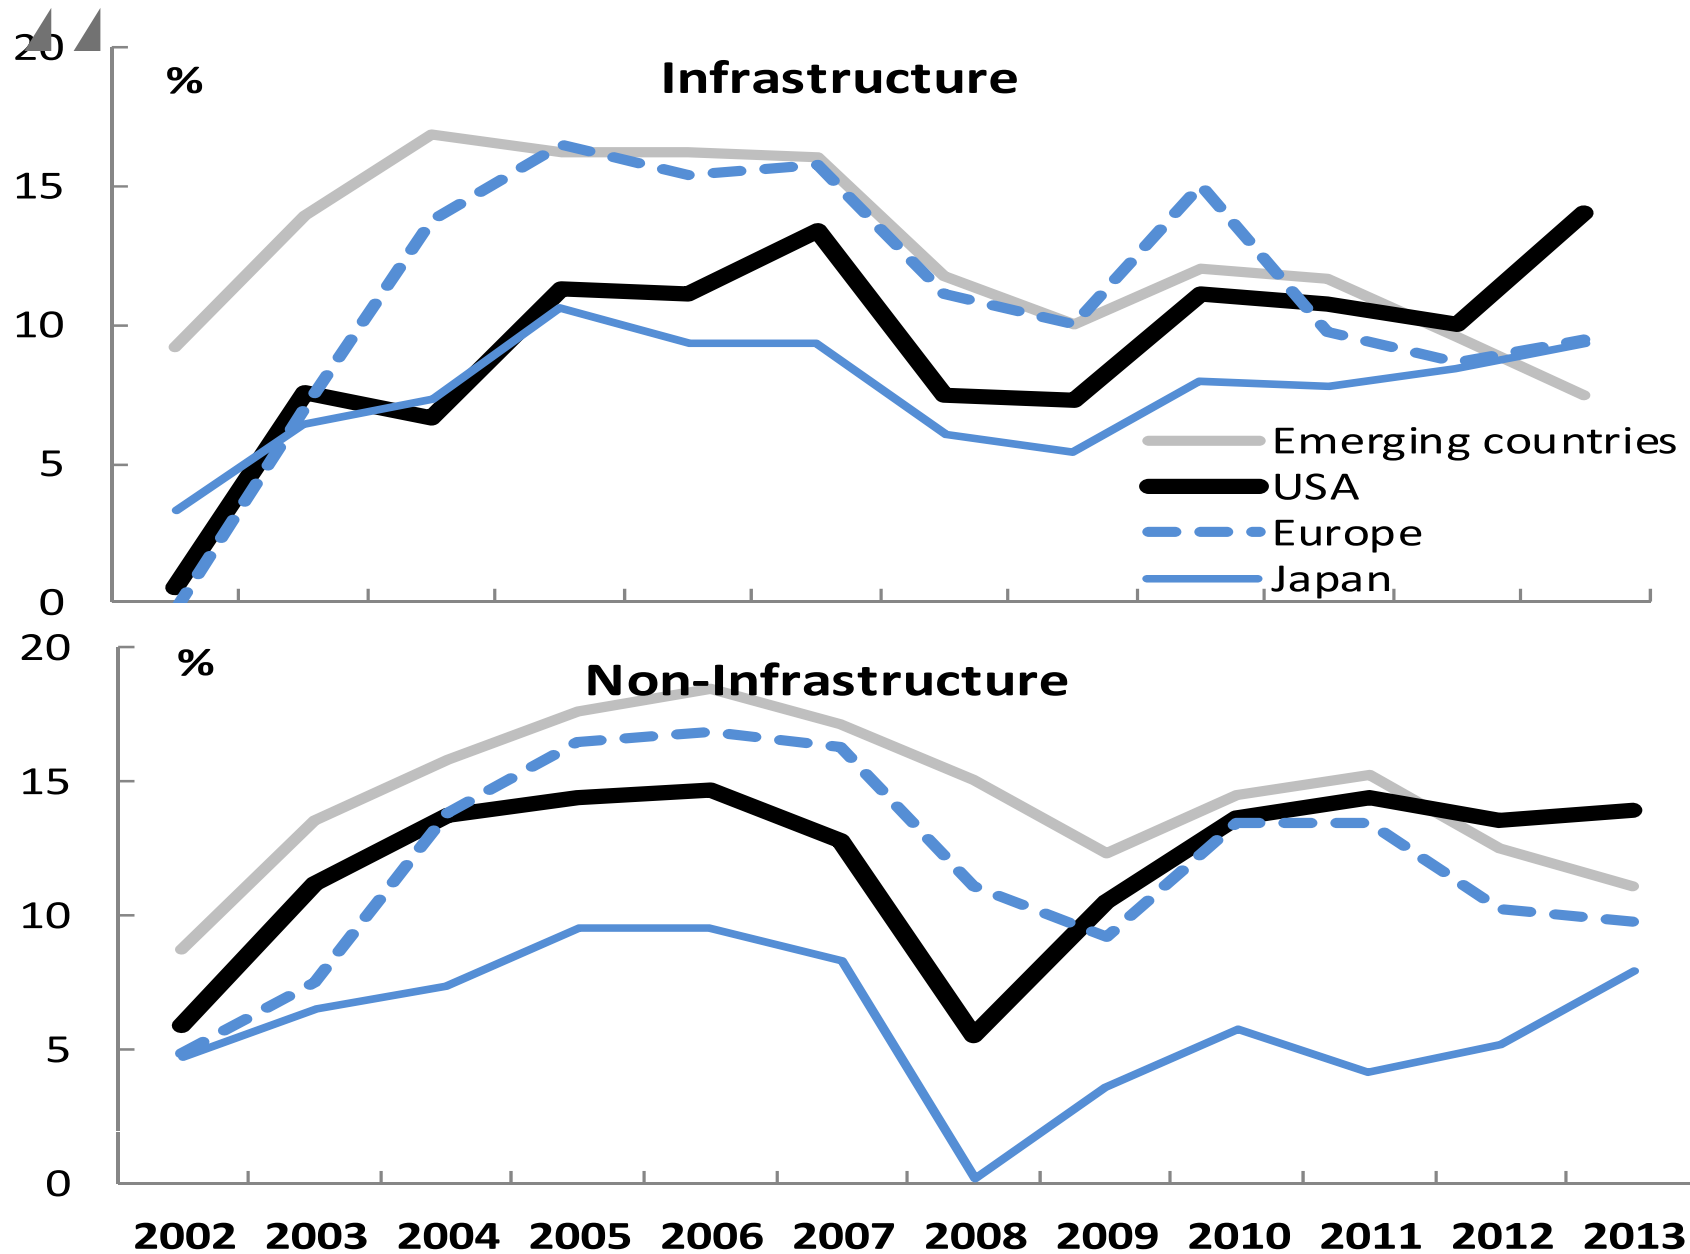 20
%
Infrastructure
15
10
5
0
Emerging countries
USA
Europe
Japan
20
%
Non-Infrastructure
15
10
5
0
2002 2003 2004 2005 2006 2007 2008 2009 2010 2011 2012 2013